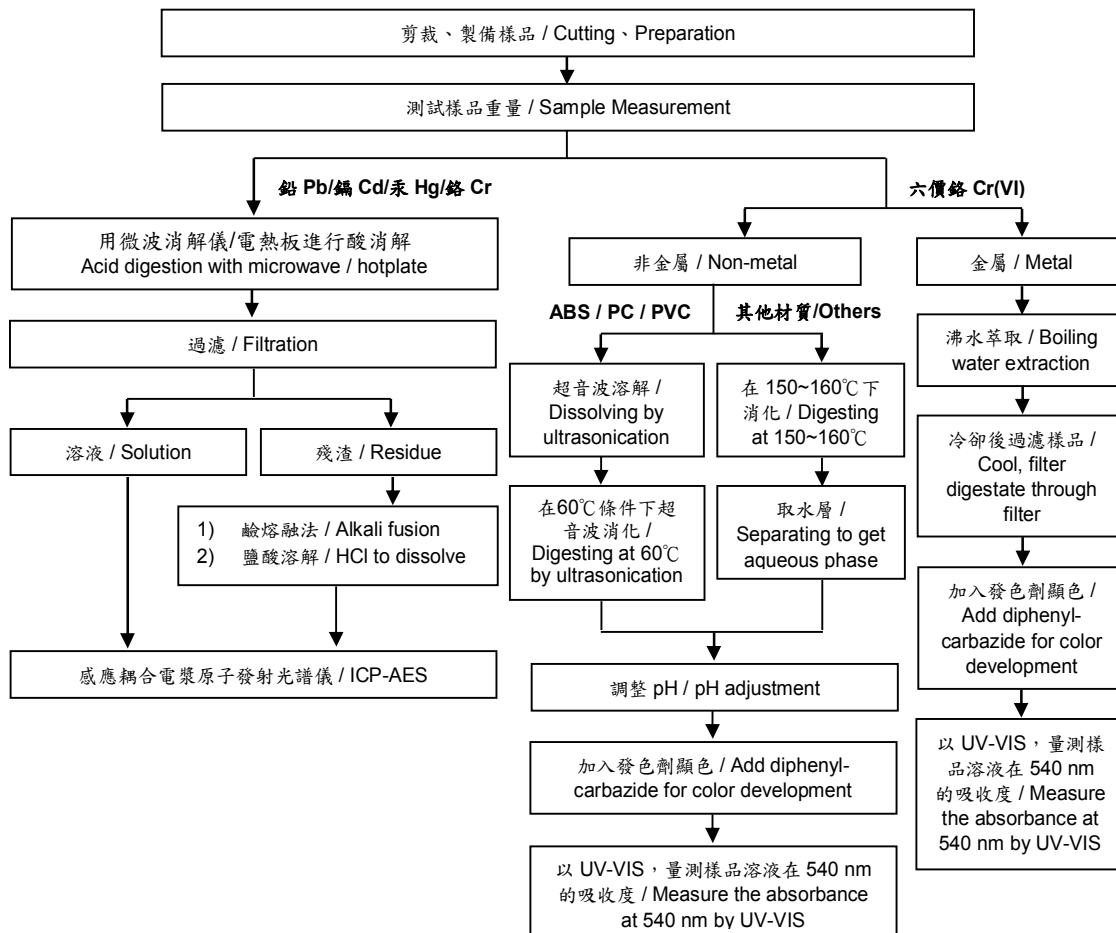 剪裁、製備樣品 / Cutting、Preparation
測試樣品重量 / Sample Measurement
鉛 Pb/鎘 Cd/汞 Hg/鉻 Cr
六價鉻 Cr(VI)
用微波消解儀/電熱板進行酸消解
Acid digestion with microwave / hotplate
過濾 / Filtration
溶液 / Solution
殘渣 / Residue
1) 鹼熔融法 / Alkali fusion
2) 鹽酸溶解 / HCl to dissolve
感應耦合電漿原子發射光譜儀 / ICP-AES
非金屬 / Non-metal
ABS / PC / PVC
其他材質/Others
超音波溶解 /
Dissolving by
ultrasonication
在60℃條件下超
音波消化 /
Digesting at 60℃
by ultrasonication
在 150~160℃下
消化 / Digesting
at 150~160℃
取水層 /
Separating to get
aqueous phase
調整 pH / pH adjustment
加入發色劑顯色 / Add diphenyl-
carbazide for color development
以 UV-VIS，量測樣品溶液在 540 nm
的吸收度 / Measure the absorbance
at 540 nm by UV-VIS
金屬 / Metal
沸水萃取 / Boiling
water extraction
冷卻後過濾樣品 /
Cool, filter
digestate through
filter
加入發色劑顯色 /
Add diphenyl-
carbazide for color
development
以 UV-VIS，量測樣
品溶液在 540 nm
的吸收度 / Measure
the absorbance at
540 nm by UV-VIS